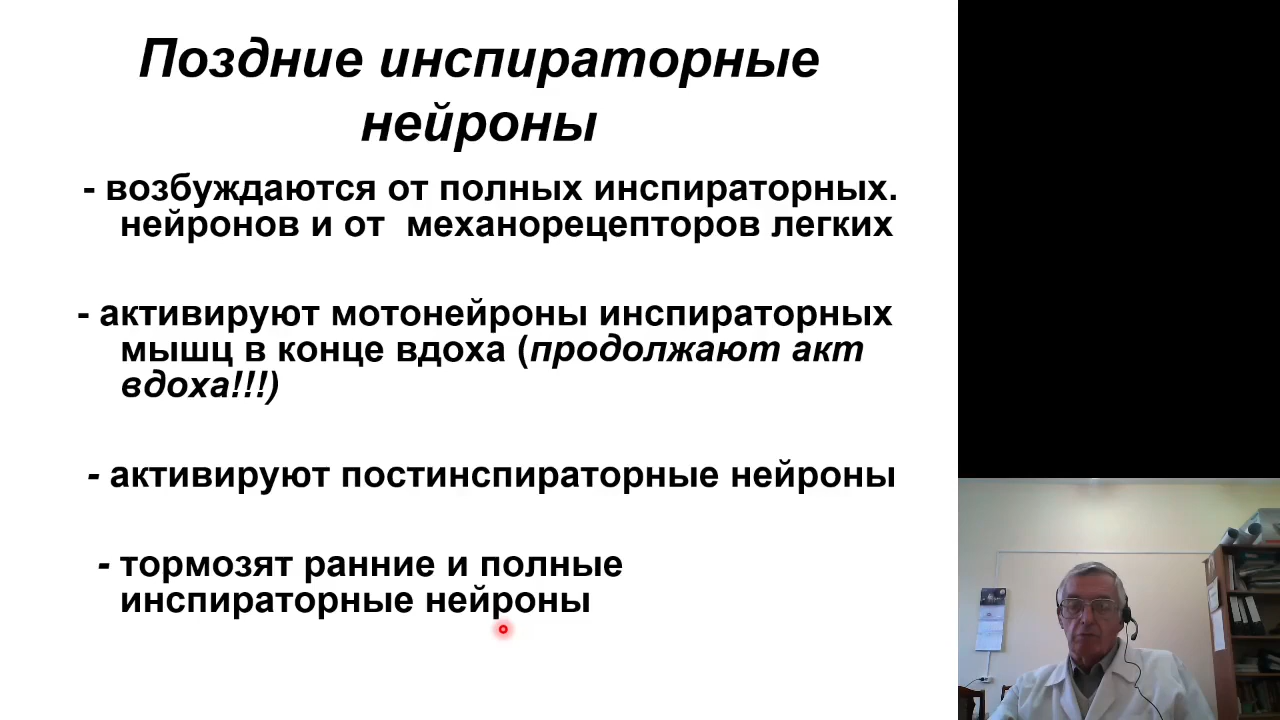 Поздние инспираторные
нейроны
- возбуждаются от полных инспираторных.
нейронов и от механорецепторов легких
- активируют мотонейроны инспираторных
мышц в конце вдоха (продолжают акт
вдоха!!!)
- активируют постинспираторные нейроны
- тормозят ранние и полные
инспираторные нейроны